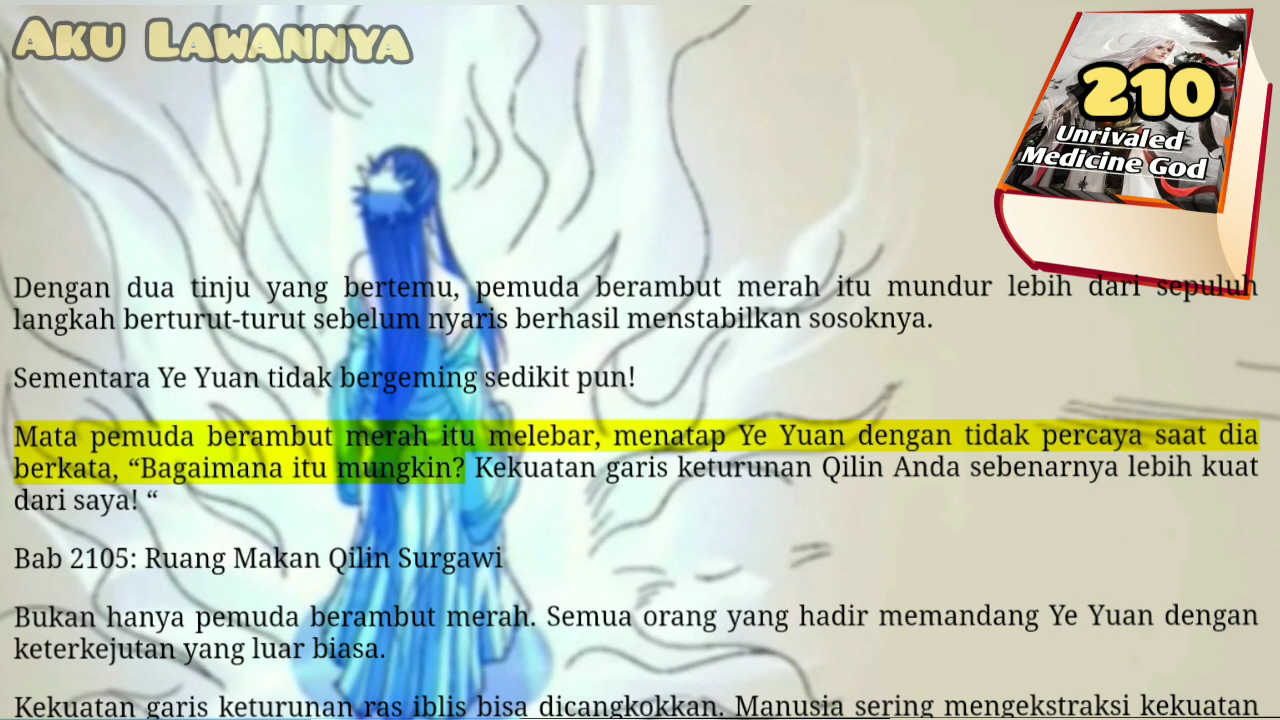 Aku Lawannya
210
Unrivaled
Medicine God
Dengan dua tinju yang bertemu, pemuda berambut merah itu mundur lebih dari sepuluh
langkah berturut-turut sebelum nyaris berhasil menstabilkan sosoknya.
Sementara Ye Yuan tidak bergeming sedikit pun!
Mata pemuda berambut merah itu melebar, menatap Ye Yuan dengan tidak percaya saat dia
berkata, “Bagaimana itu mungkin? Kekuatan garis keturunan Qilin Anda sebenarnya lebih kuat
dari saya! “
Bab 2105: Ruang Makan Qilin Surgawi
Bukan hanya pemuda berambut merah. Semua orang yang hadir memandang Ye Yuan dengan
keterkejutan yang luar biasa.
Kekuatan garis keturunan ras iblis bisa dicangkokkan. Manusia sering mengekstraksi kekuatan